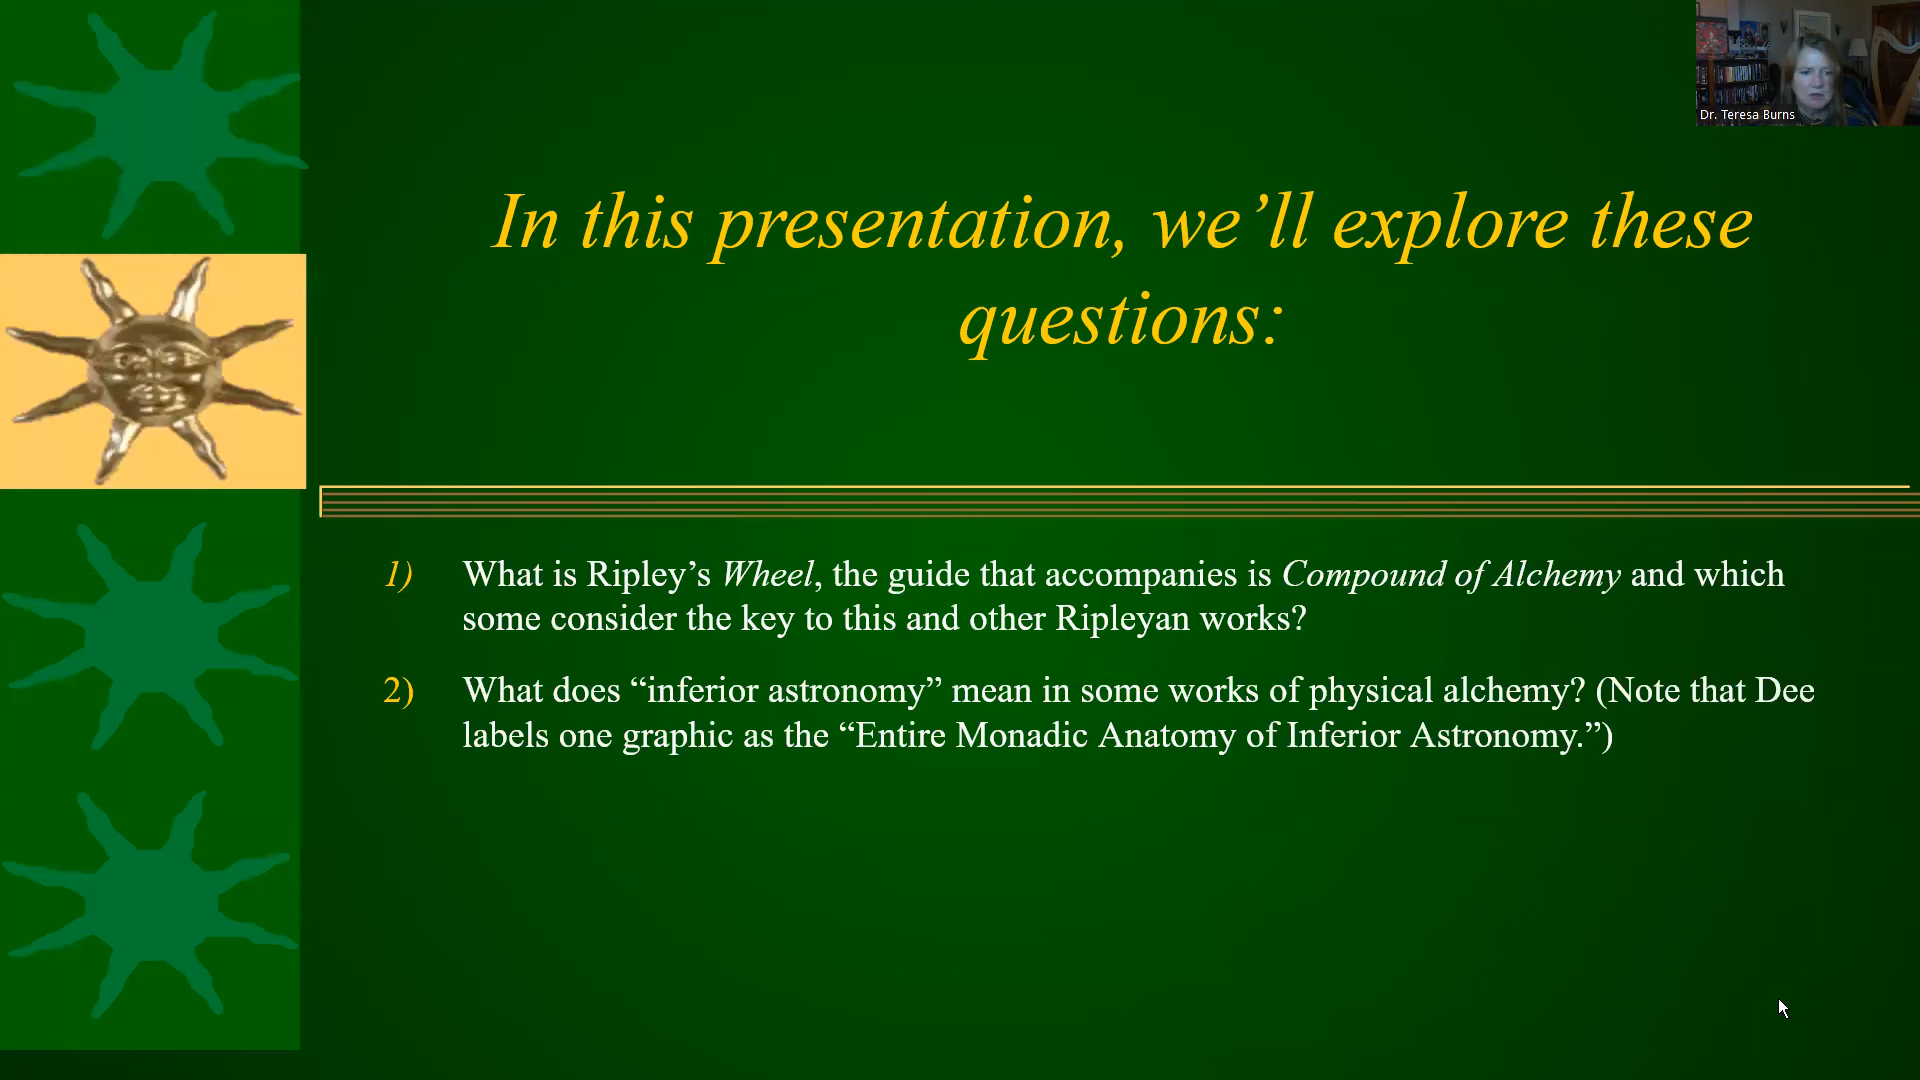 Dr. Teresa Burns
In this presentation, we’ll explore these
questions:
1) What is Ripley’s Wheel, the guide that accompanies is Compound of Alchemy and which
some consider the key to this and other Ripleyan works?
2) What does “inferior astronomy” mean in some works of physical alchemy? (Note that Dee
labels one graphic as the “Entire Monadic Anatomy of Inferior Astronomy.”)